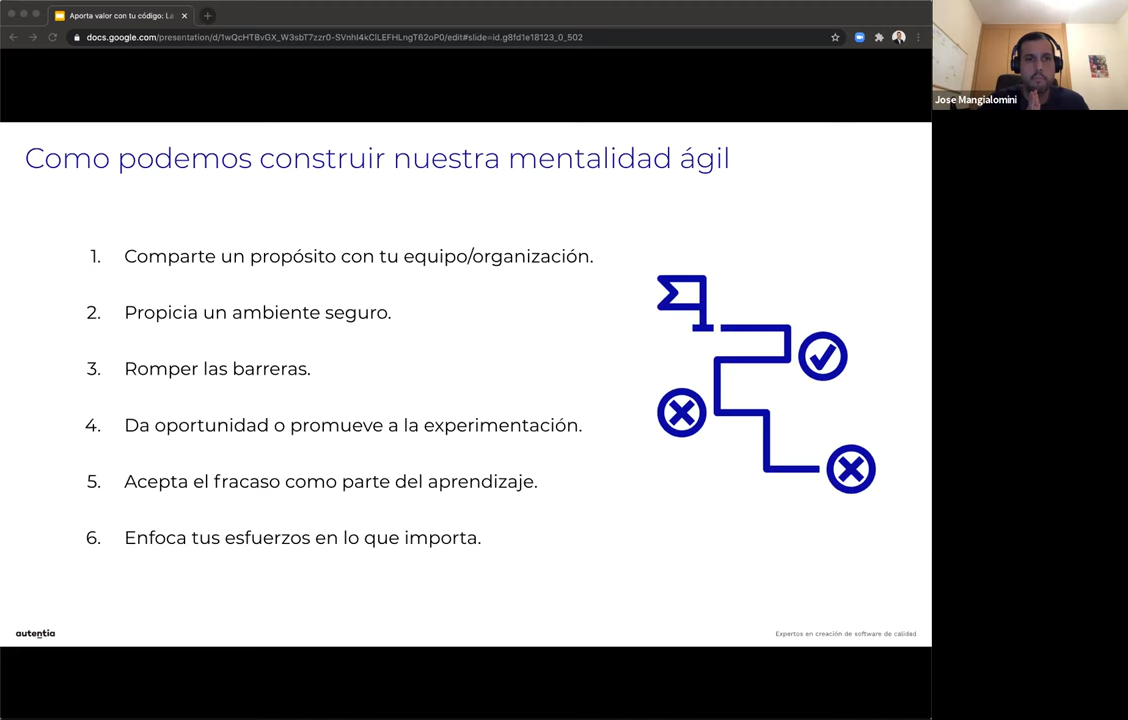 Aporta valor con tu código: La
docs.google.com/presentation/d/1wQcHTBvGX_W3sbT7zzr0-SVnhl4kClLEFHLngT62oP0/edit#slide=id.g8fd1e18123_0_502
Jose Mangialomini
Como podemos construir nuestra mentalidad ágil
1. Comparte un propósito con tu equipo/organización.
2. Propicia un ambiente seguro.
3. Romper las barreras.
4. Da oportunidad o promueve a la experimentación.
5. Acepta el fracaso como parte del aprendizaje.
6. Enfoca tus esfuerzos en lo que importa.
autentia
Expertos en creación de software de calidad